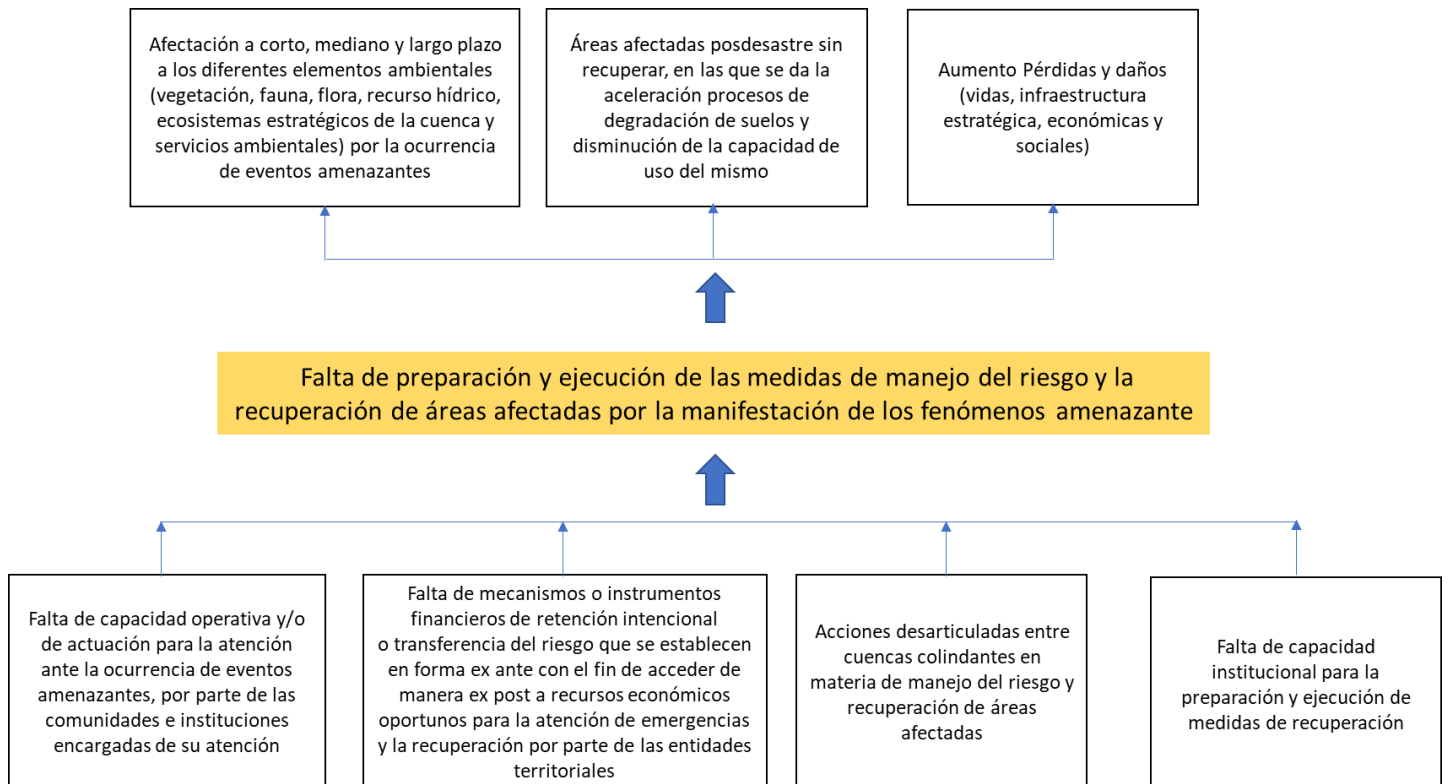 Afectación a corto, mediano y largo plazo
a los diferentes elementos ambientales
(vegetación, fauna, flora, recurso hídrico,
ecosistemas estratégicos de la cuenca y
servicios ambientales) por la ocurrencia
de eventos amenazantes
Áreas afectadas posdesastre sin
recuperar, en las que se da la
aceleración procesos de
degradación de suelos y
disminución de la capacidad de
uso del mismo
Aumento Pérdidas y daños
(vidas, infraestructura
estratégica, económicas y
sociales)
Falta de preparación y ejecución de las medidas de manejo del riesgo y la
recuperación de áreas afectadas por la manifestación de los fenómenos amenazante
Falta de capacidad operativa y/o
de actuación para la atención
ante la ocurrencia de eventos
amenazantes, por parte de las
comunidades e instituciones
encargadas de su atención
Falta de mecanismos o instrumentos
financieros de retención intencional
o transferencia del riesgo que se establecen
en forma ex ante con el fin de acceder de
manera ex post a recursos económicos
oportunos para la atención de emergencias
y la recuperación por parte de las entidades
territoriales
Acciones desarticuladas entre
cuencas colindantes en
materia de manejo del riesgo y
recuperación de áreas
afectadas
Falta de capacidad
institucional para la
preparación y ejecución de
medidas de recuperación